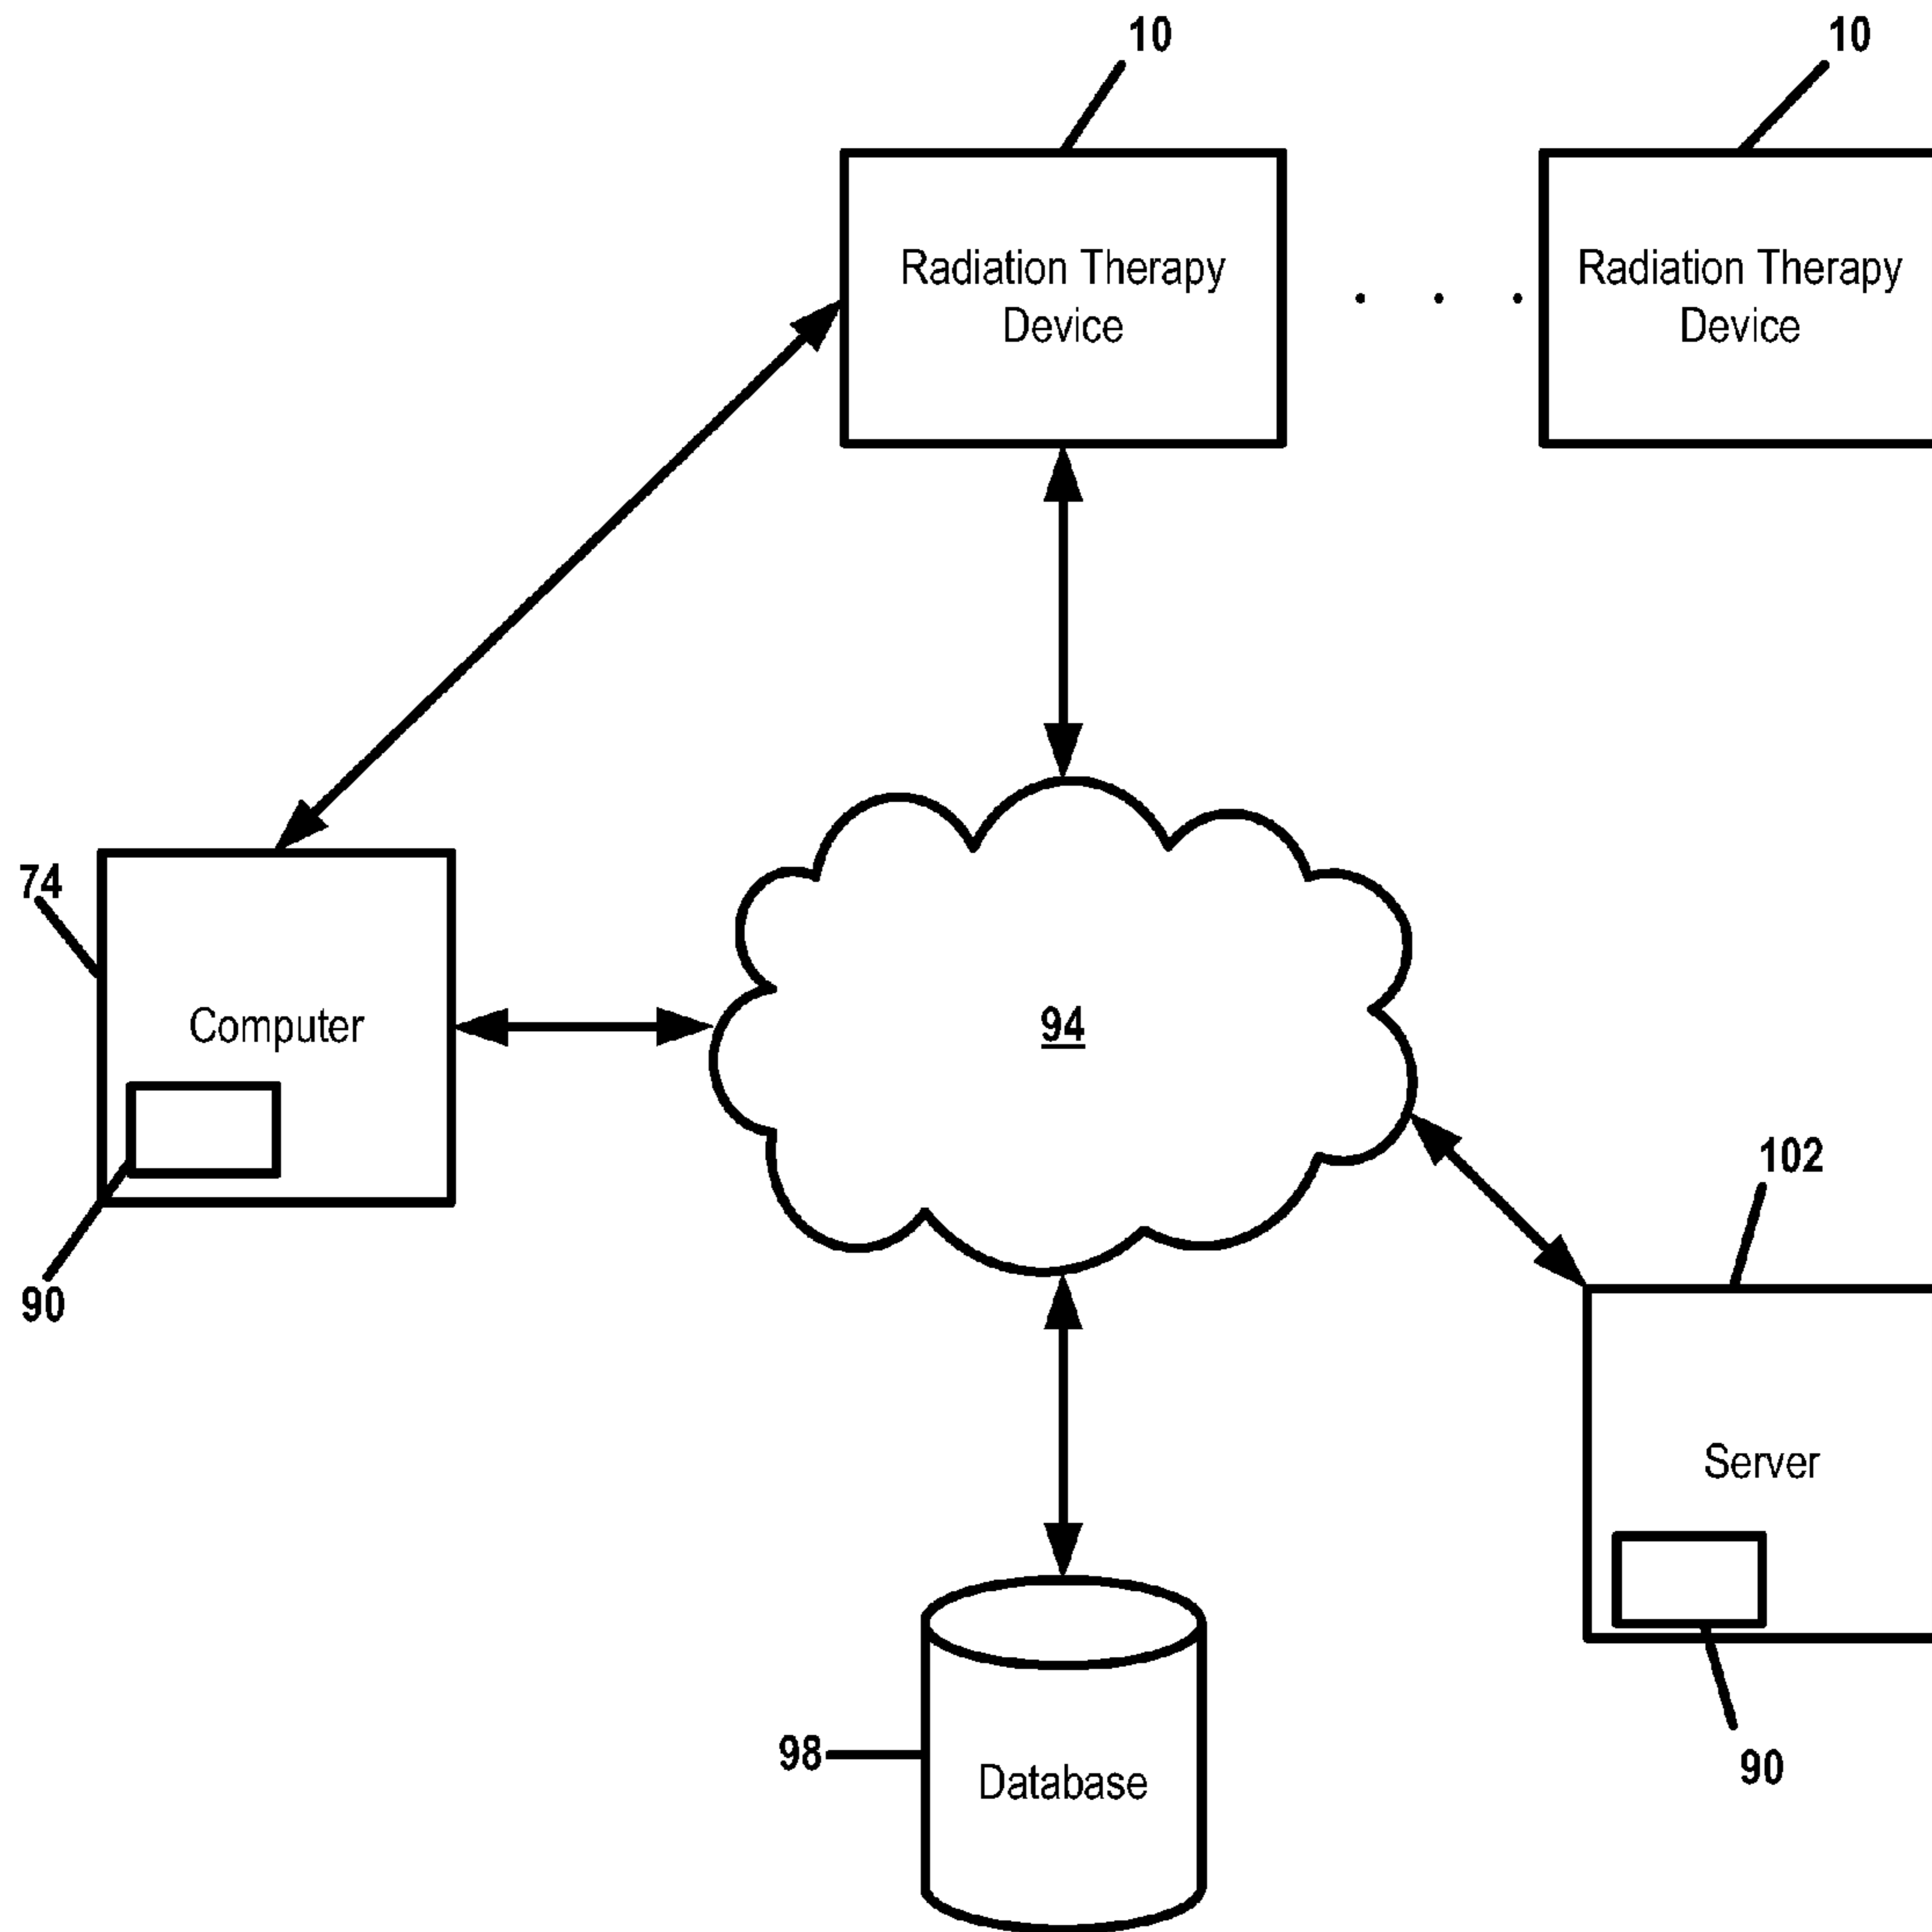 10
10
Radiation Therapy
Device
Radiation Therapy
Device
74
Computer
94
90
102
Server
98
Database
90